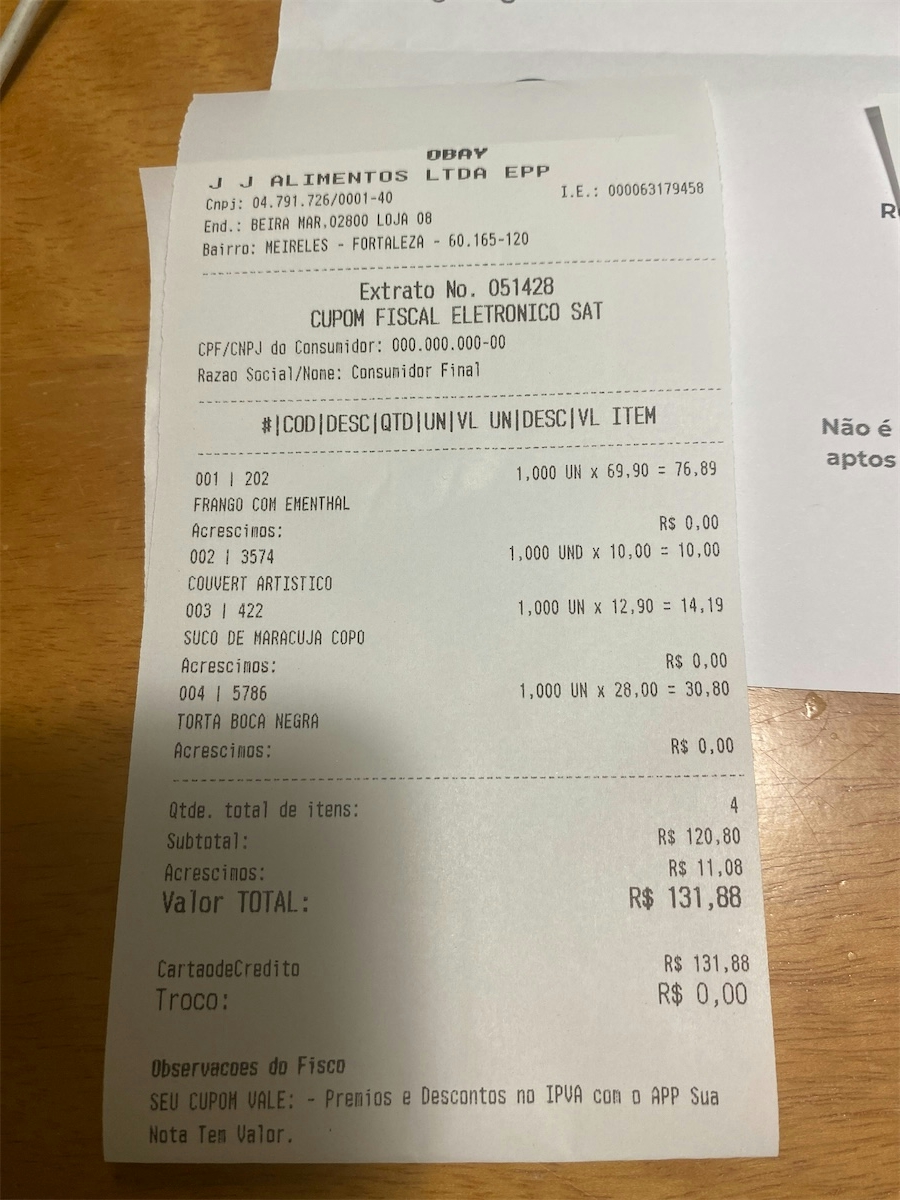 OBAY
J J ALIMENTOS LTDA EPP
Cnpj: 04.791.726/0001-40 I.E.: 000063179458
End.: BEIRA MAR,02800 LOJA 08
Bairro: MEIRELES - FORTALEZA - 60.165-120
Extrato No. 051428
CUPOM FISCAL ELETRONICO SAT
CPF/CNPJ do Consumidor: 000.000.000-00
Razao Social/Nome: Consumidor Final
#|COD|DESC|QTD|UN|VL UN|DESC|VL ITEM
001 | 202 1,000 UN x 69,90 = 76,89
FRANGO COM EMENTHAL
Acrescimos: R$ 0,00
002 | 3574 1,000 UND x 10,00 = 10,00
COUVERT ARTISTICO
003 | 422 1,000 UN x 12,90 = 14,19
SUCO DE MARACUJA COPO
Acrescimos: R$ 0,00
004 | 5786 1,000 UN x 28,00 = 30,80
TORTA BOCA NEGRA
Acrescimos: R$ 0,00
Qtde. total de itens: 4
Subtotal: R$ 120,80
Acrescimos: R$ 11,08
Valor TOTAL: R$ 131,88
CartaodeCredito R$ 131,88
Troco: R$ 0,00
Observacoes do Fisco
SEU CUPOM VALE: - Premios e Descontos no IPVA com o APP Sua
Nota Tem Valor.
Não é
aptos